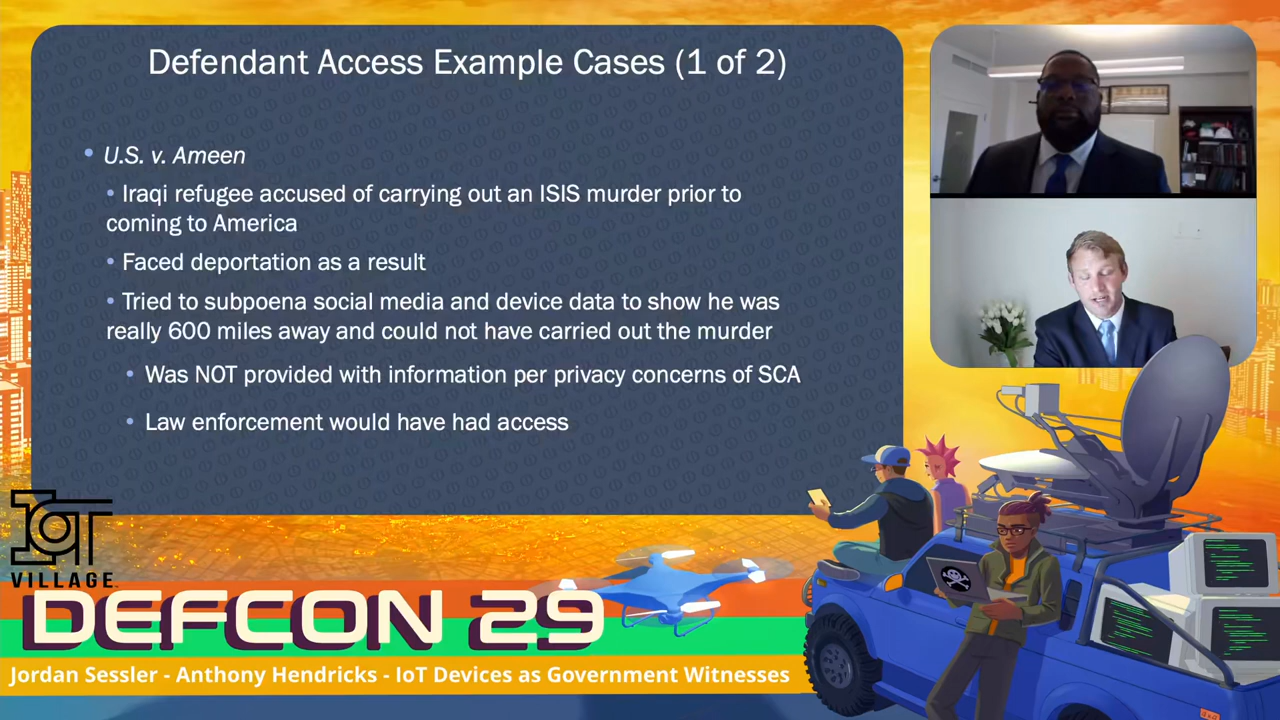 Defendant Access Example Cases (1 of 2)
• U.S. v. Ameen
• Iraqi refugee accused of carrying out an ISIS murder prior to
coming to America
• Faced deportation as a result
• Tried to subpoena social media and device data to show he was
really 600 miles away and could not have carried out the murder
• Was NOT provided with information per privacy concerns of SCA
• Law enforcement would have had access
IoT
VILLAGE
DEFCON 29
Jordan Sessler - Anthony Hendricks - IoT Devices as Government Witnesses